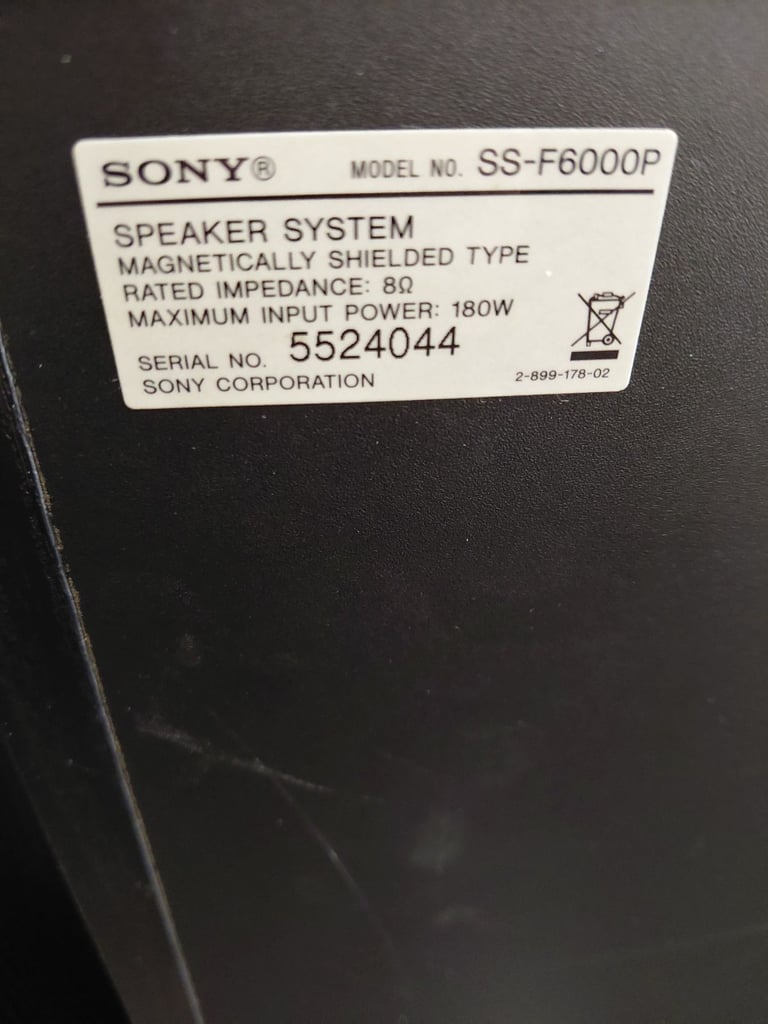 SONY® MODEL NO. SS-F6000P
SPEAKER SYSTEM
MAGNETICALLY SHIELDED TYPE
RATED IMPEDANCE: 8Ω
MAXIMUM INPUT POWER: 180W
SERIAL NO. 5524044
SONY CORPORATION
2-899-178-02